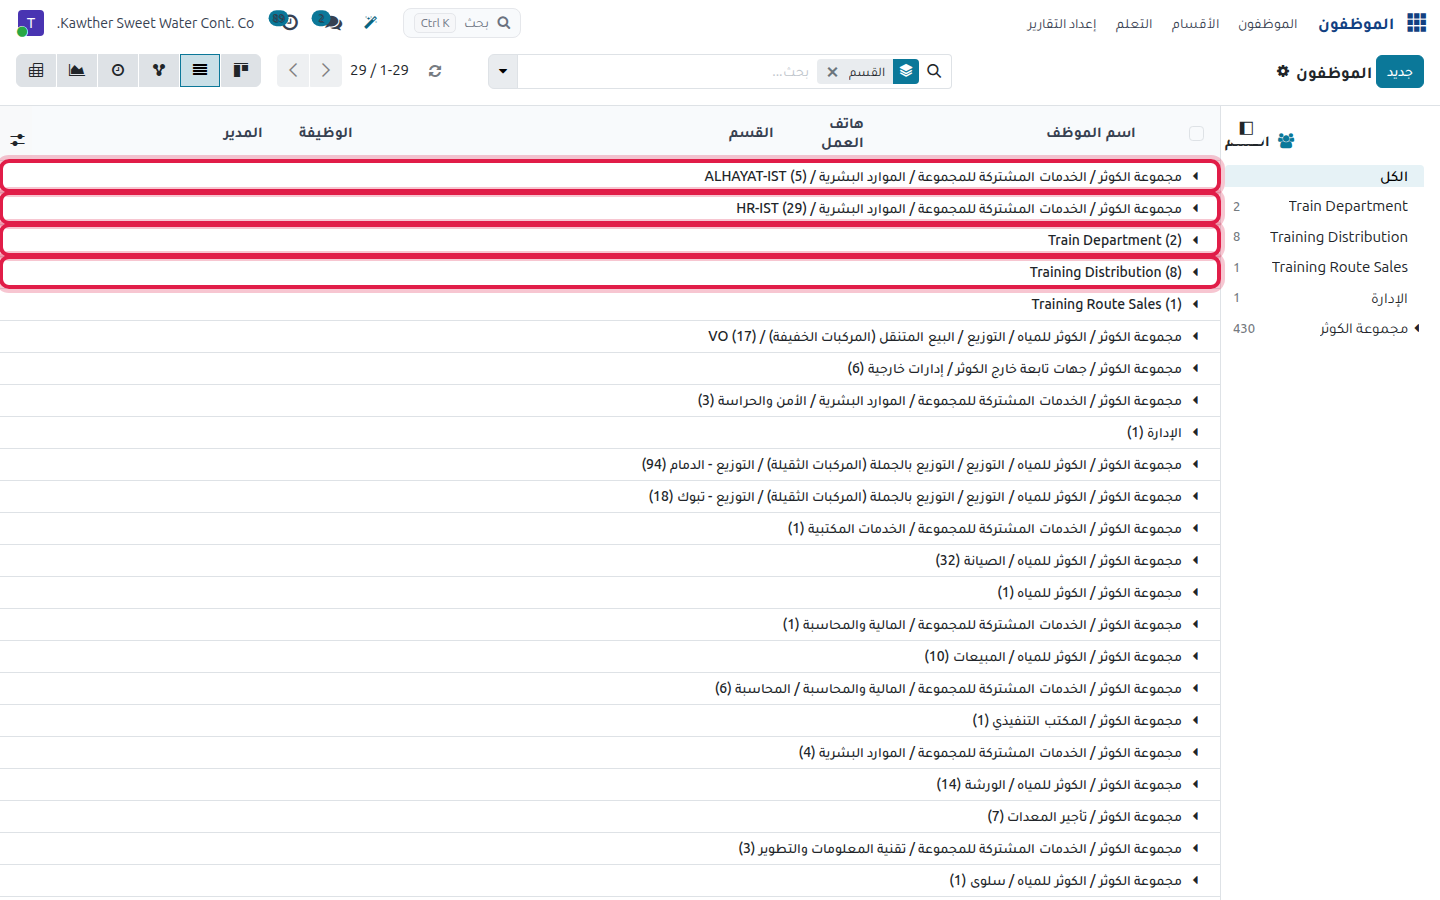 الموظفون
الموظفون
الأقسام
التعلم
إعداد التقارير
بحث
Ctrl K
2
Kawther Sweet Water Cont. Co.
T
جديد
الموظفون
القسم
بحث...
29 / 1-29
اسم الموظف
هاتف
العمل
القسم
الوظيفة
المدير
الكل
Train Department 2
Training Distribution 8
Training Route Sales 1
الإدارة 1
مجموعة الكوثر 430
مجموعة الكوثر / الخدمات المشتركة للمجموعة / الموارد البشرية / ALHAYAT-IST (5)
مجموعة الكوثر / الخدمات المشتركة للمجموعة / الموارد البشرية / HR-IST (29)
Train Department (2)
Training Distribution (8)
Training Route Sales (1)
مجموعة الكوثر / الكوثر للمياه / التوزيع / البيع المتنقل (المركبات الخفيفة) / VO (17)
مجموعة الكوثر / جهات تابعة خارج الكوثر / إدارات خارجية (6)
مجموعة الكوثر / الخدمات المشتركة للمجموعة / الموارد البشرية / الأمن والحراسة (3)
الإدارة (1)
مجموعة الكوثر / الكوثر للمياه / التوزيع / التوزيع بالجملة (المركبات الثقيلة) / التوزيع - الدمام (94)
مجموعة الكوثر / الكوثر للمياه / التوزيع / التوزيع بالجملة (المركبات الثقيلة) / التوزيع - تبوك (18)
مجموعة الكوثر / الخدمات المشتركة للمجموعة / الخدمات المكتبية (1)
مجموعة الكوثر / الكوثر للمياه / الصيانة (32)
مجموعة الكوثر / الكوثر للمياه (1)
مجموعة الكوثر / الخدمات المشتركة للمجموعة / المالية والمحاسبة (1)
مجموعة الكوثر / الكوثر للمياه / المبيعات (10)
مجموعة الكوثر / الخدمات المشتركة للمجموعة / المالية والمحاسبة / المحاسبة (6)
مجموعة الكوثر / المكتب التنفيذي (1)
مجموعة الكوثر / الخدمات المشتركة للمجموعة / الموارد البشرية (4)
مجموعة الكوثر / الكوثر للمياه / الورشة (14)
مجموعة الكوثر / تأجير المعدات (7)
مجموعة الكوثر / الخدمات المشتركة للمجموعة / تقنية المعلومات والتطوير (3)
مجموعة الكوثر / الكوثر للمياه / سلوى (1)